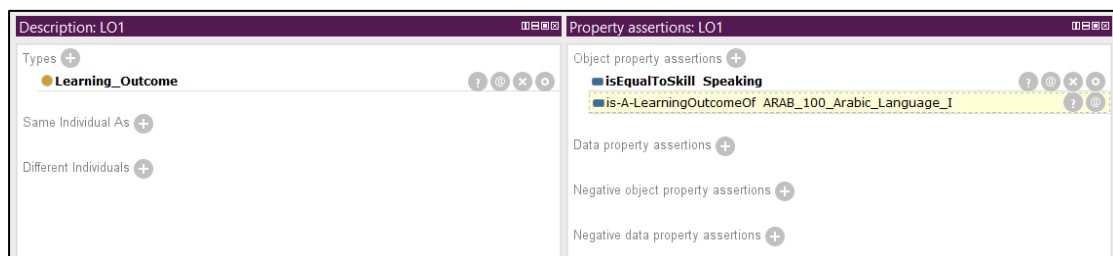 Description: LO1
Types
Learning_Outcome
Same Individual As
Different Individuals
Property assertions: LO1
Object property assertions
isEqualToSkill Speaking
is-A-LearningOutcomeOf ARAB_100_Arabic_Language_I
Data property assertions
Negative object property assertions
Negative data property assertions